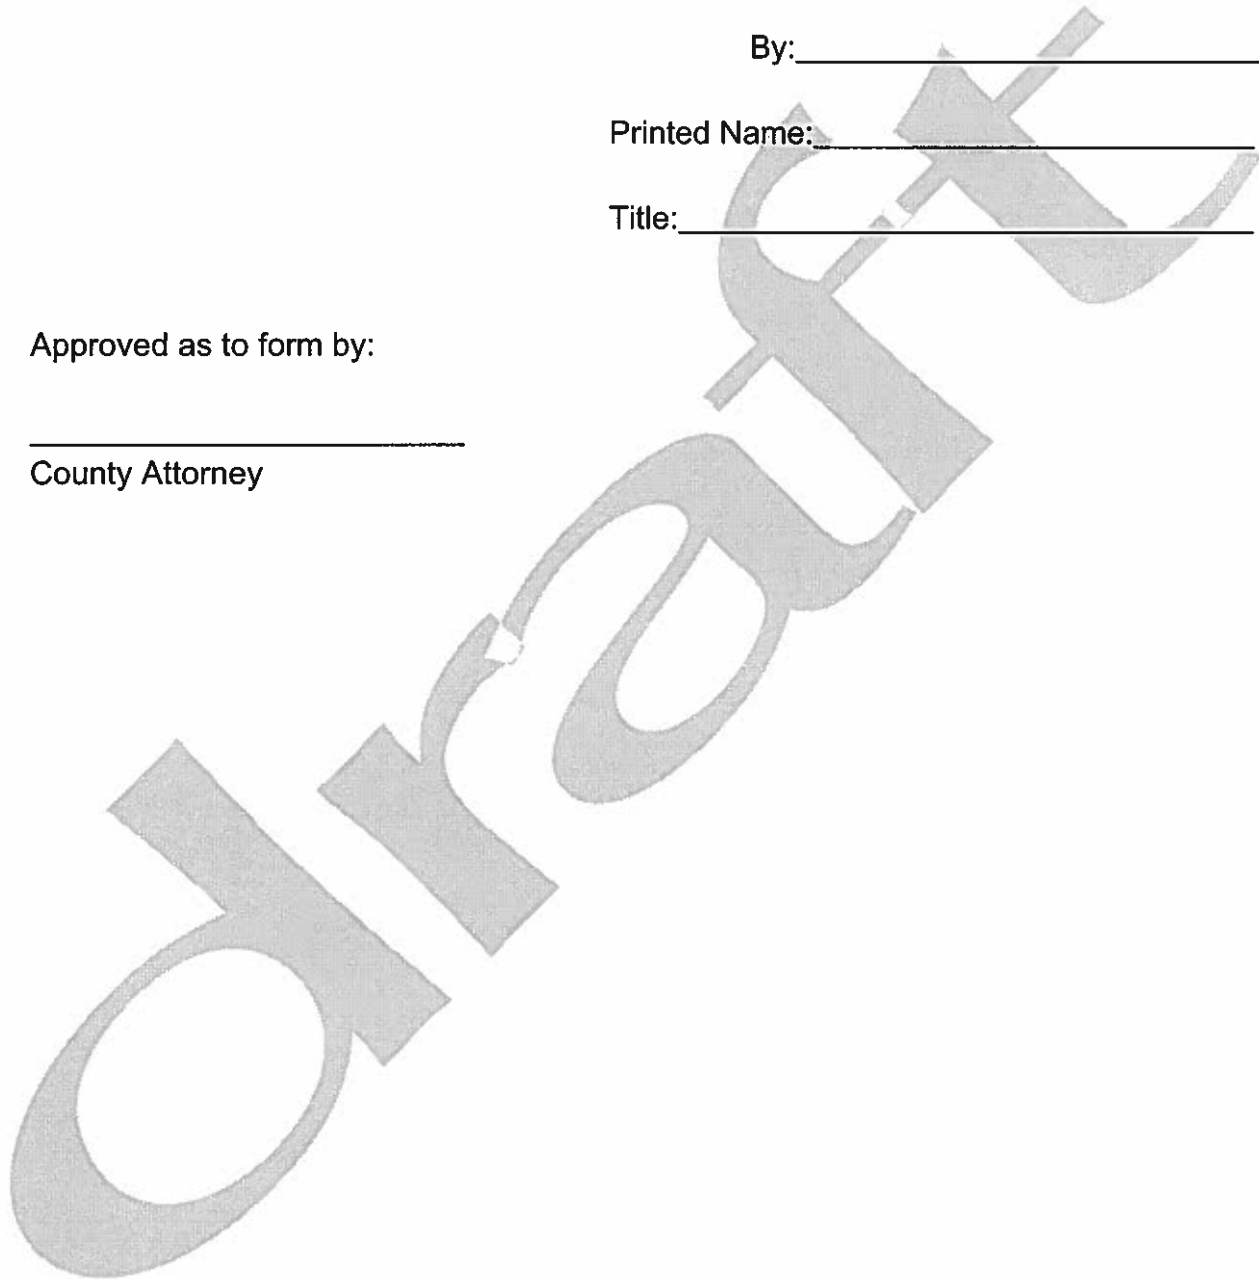 By:
Printed Name:
Title:
Approved as to form by:
County Attorney
draft